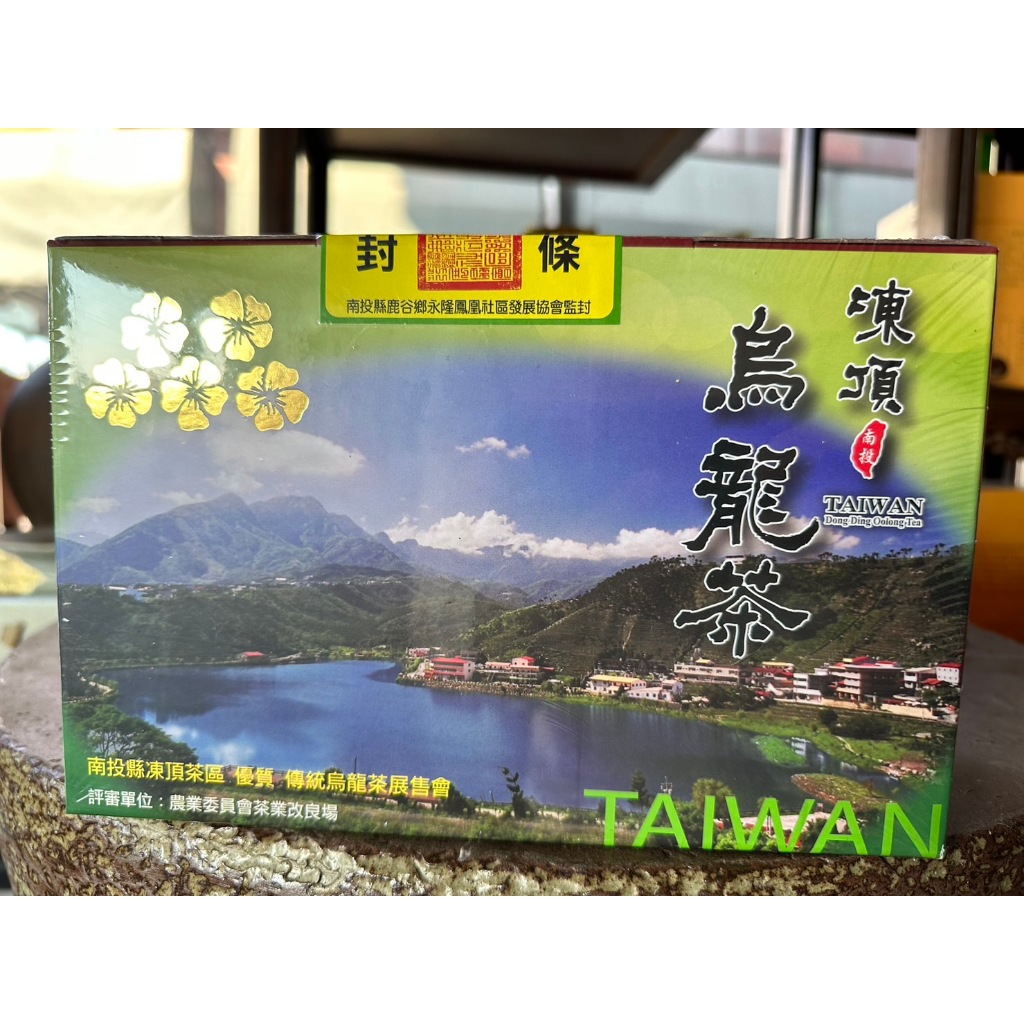 封 條
南投縣鹿谷鄉永隆鳳凰社區發展協會監封
凍頂
烏龍茶
南投
TAIWAN
Dong Ding Oolong Tea
南投縣凍頂茶區 優質 傳統烏龍茶展售會
評審單位：農業委員會茶業改良場
TAIWAN